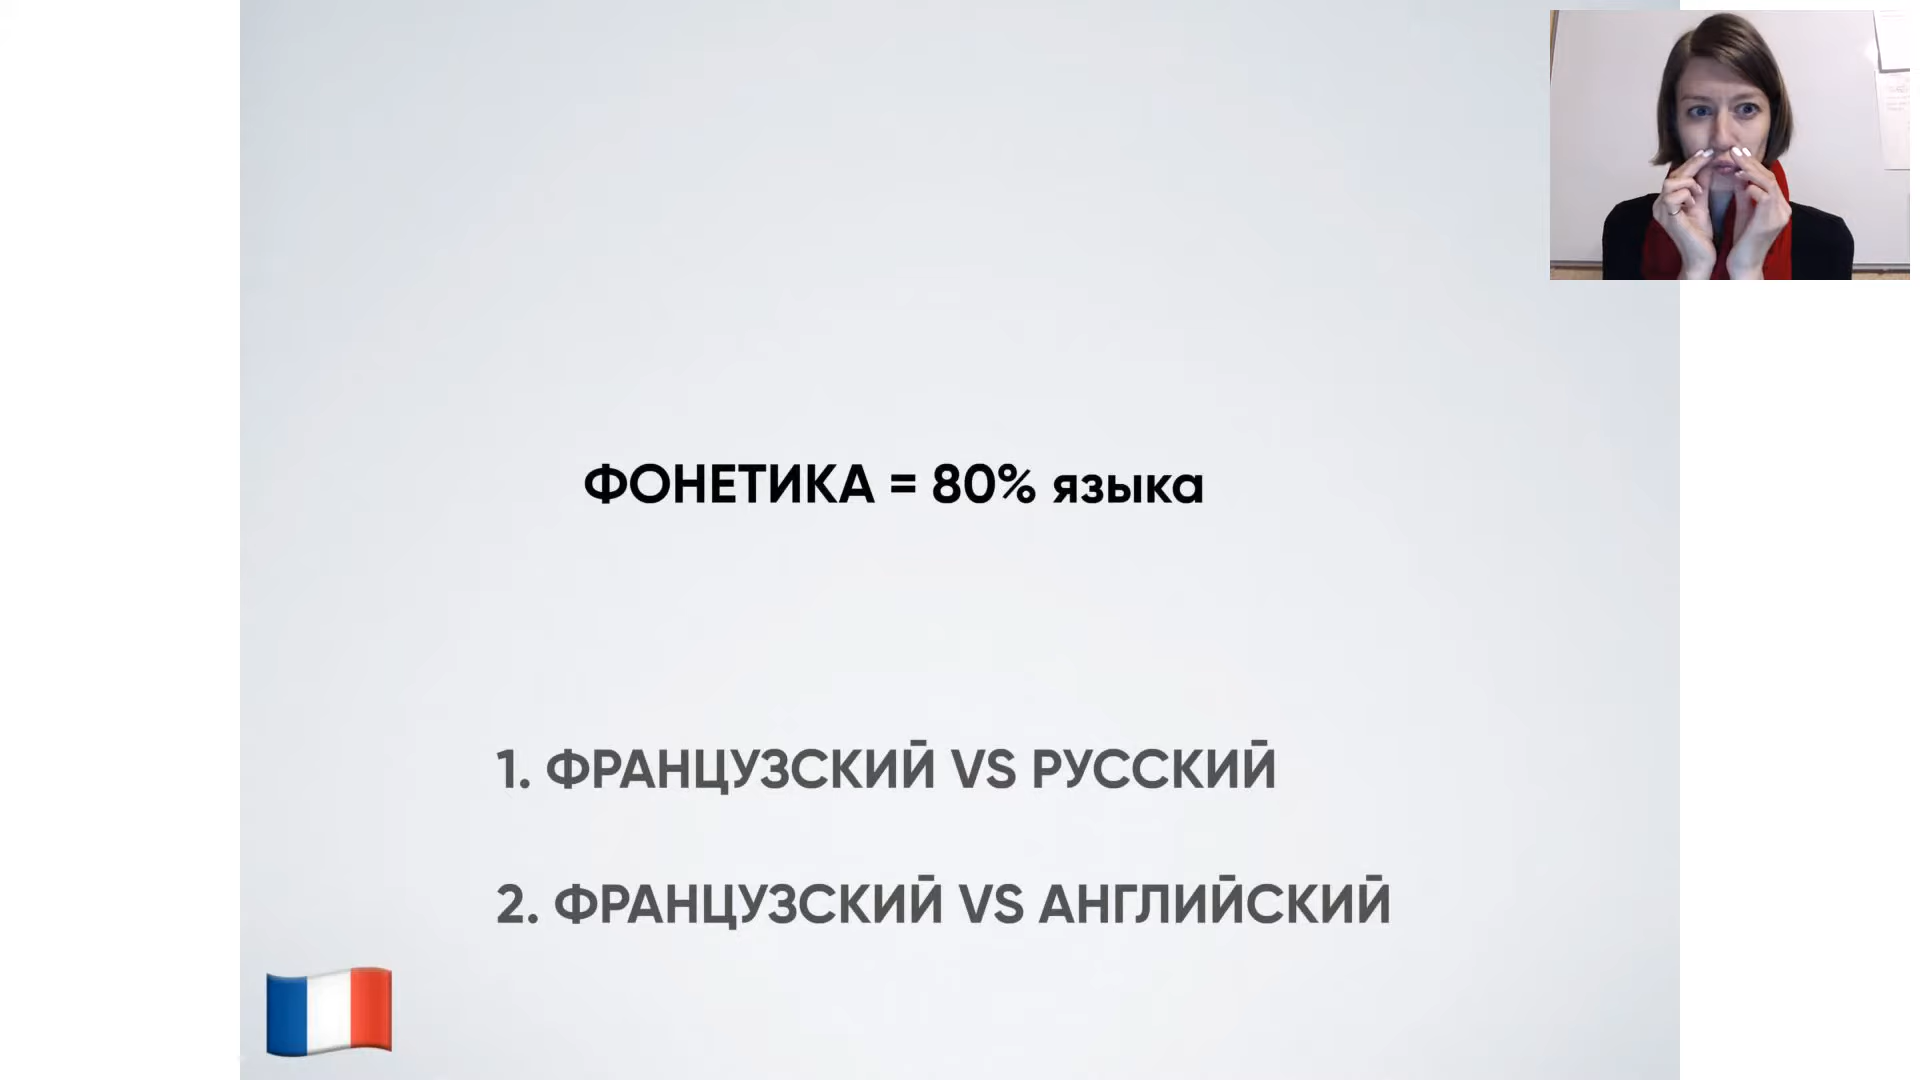 ФОНЕТИКА = 80% языка
1. ФРАНЦУЗСКИЙ VS РУССКИЙ
2. ФРАНЦУЗСКИЙ VS АНГЛИЙСКИЙ